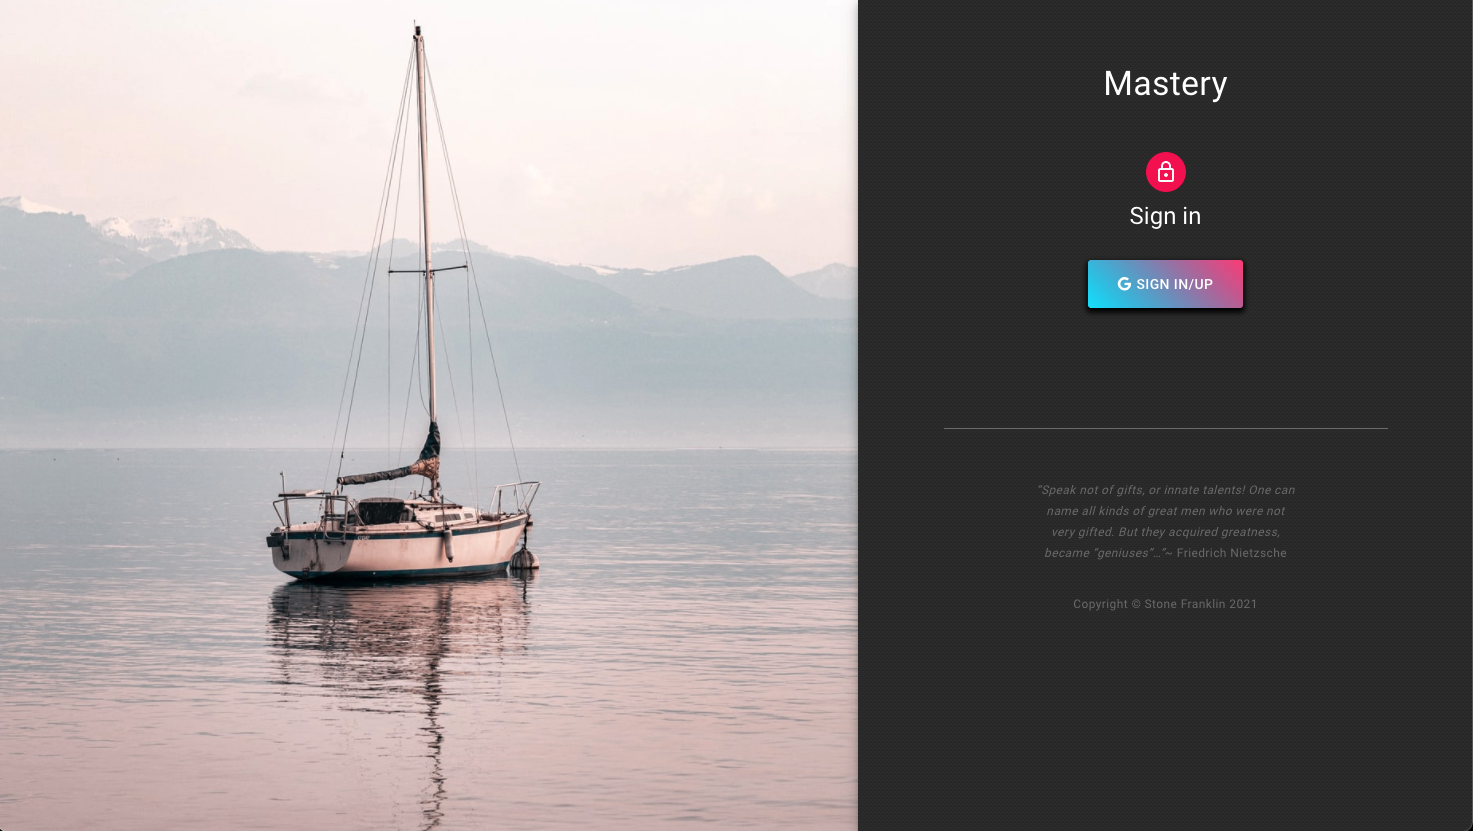 Mastery
Sign in
G SIGN IN/UP
“Speak not of gifts, or innate talents! One can
name all kinds of great men who were not
very gifted. But they acquired greatness,
became “geniuses”…”~ Friedrich Nietzsche
Copyright © Stone Franklin 2021